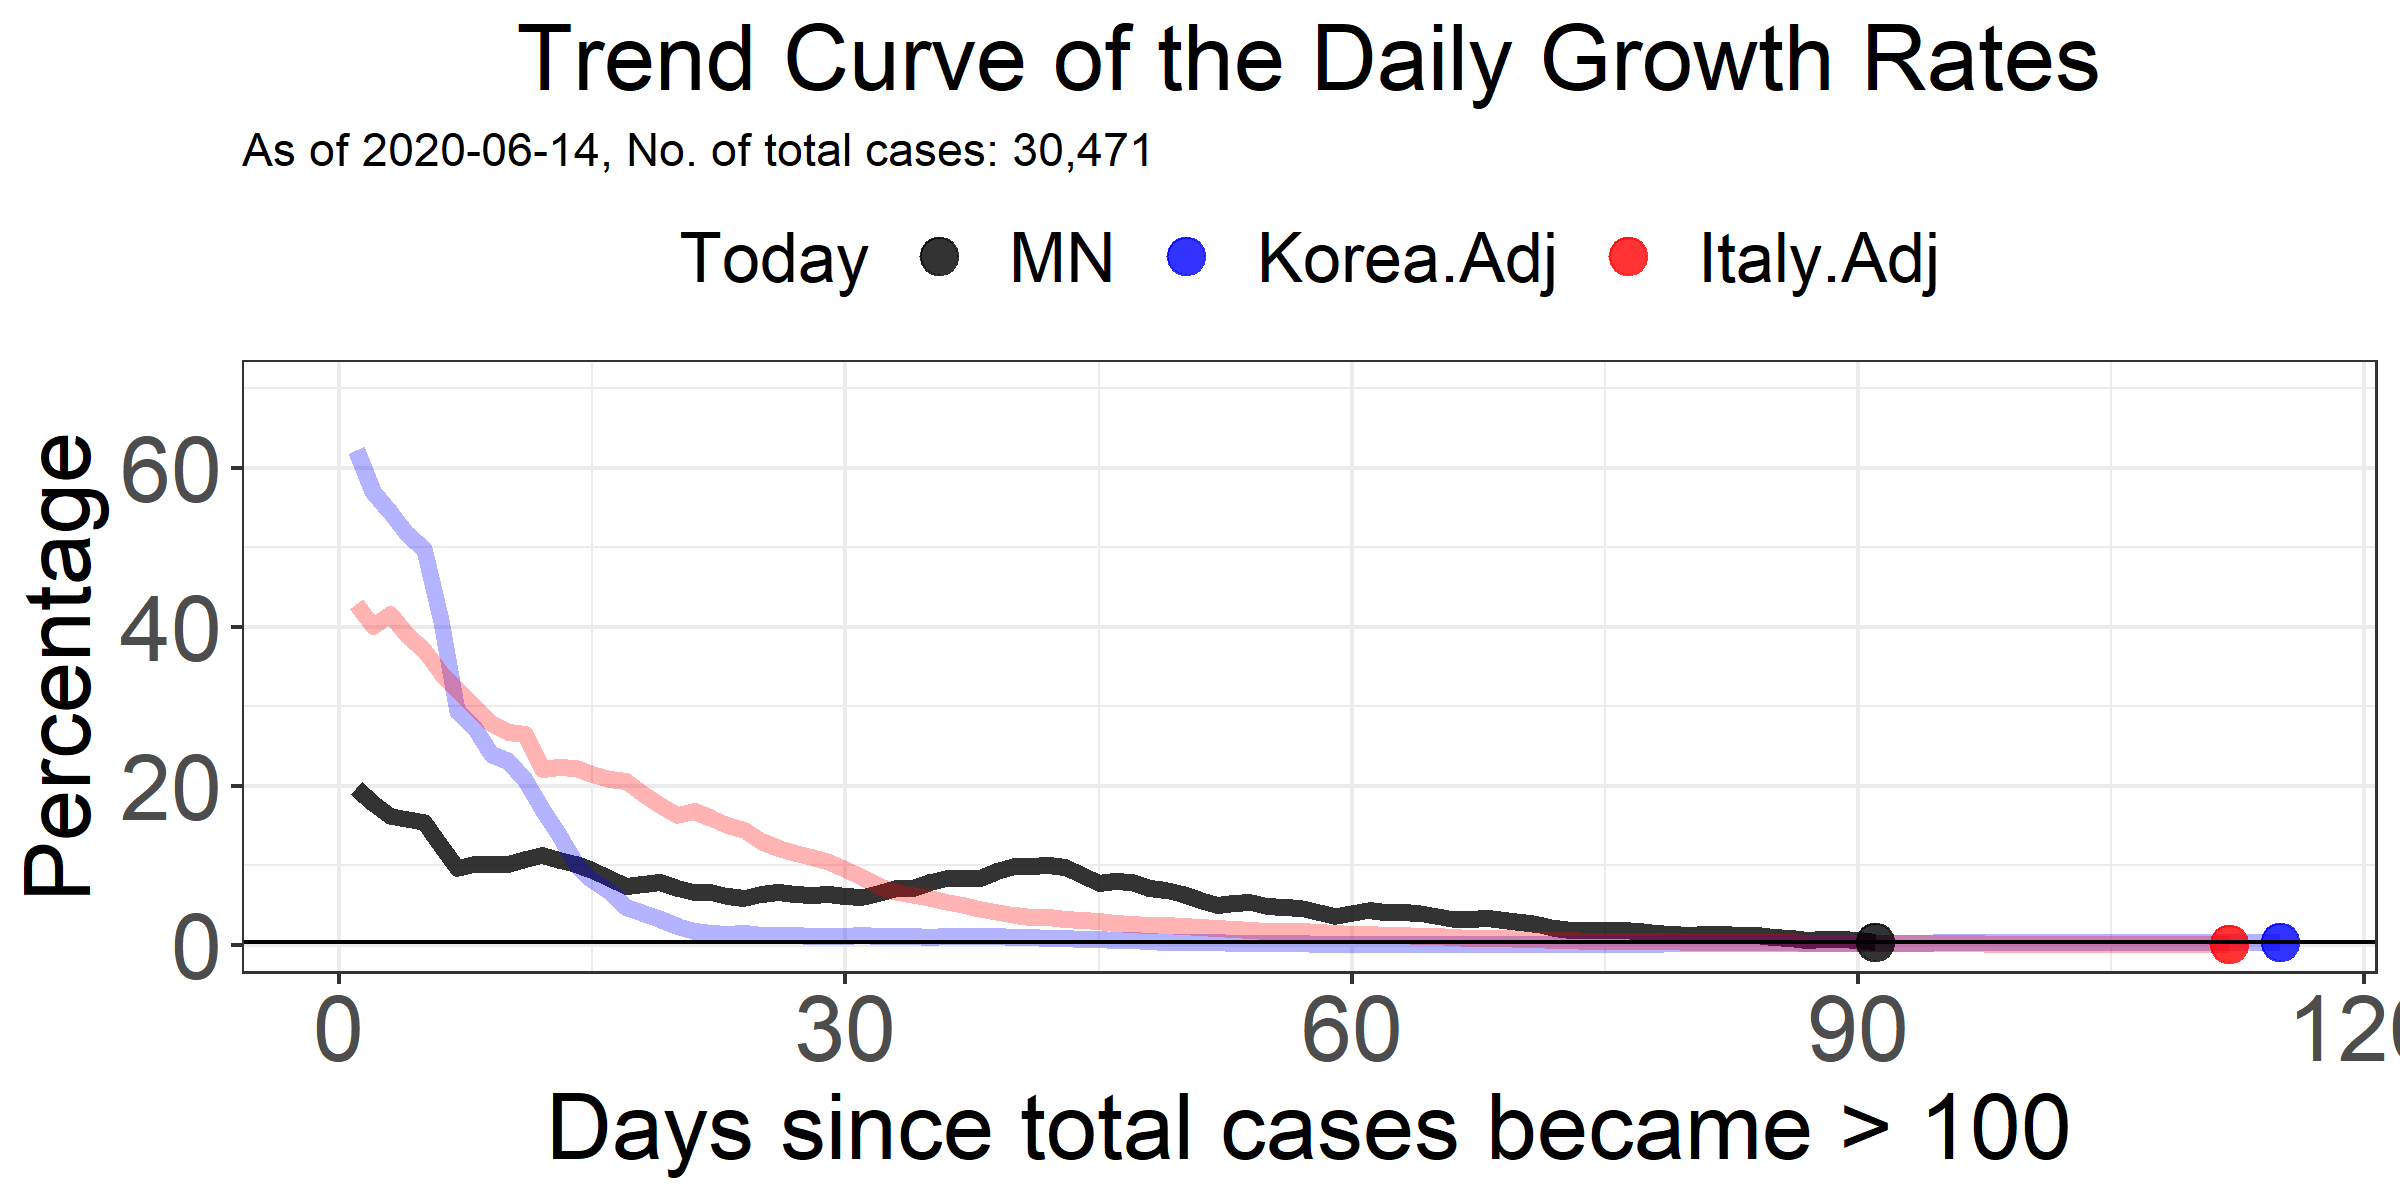 Trend Curve of the Daily Growth Rates
As of 2020-06-14, No. of total cases: 30,471
Today MN Korea.Adj Italy.Adj
Percentage
60
40
20
0
0 30 60 90 120
Days since total cases became > 100